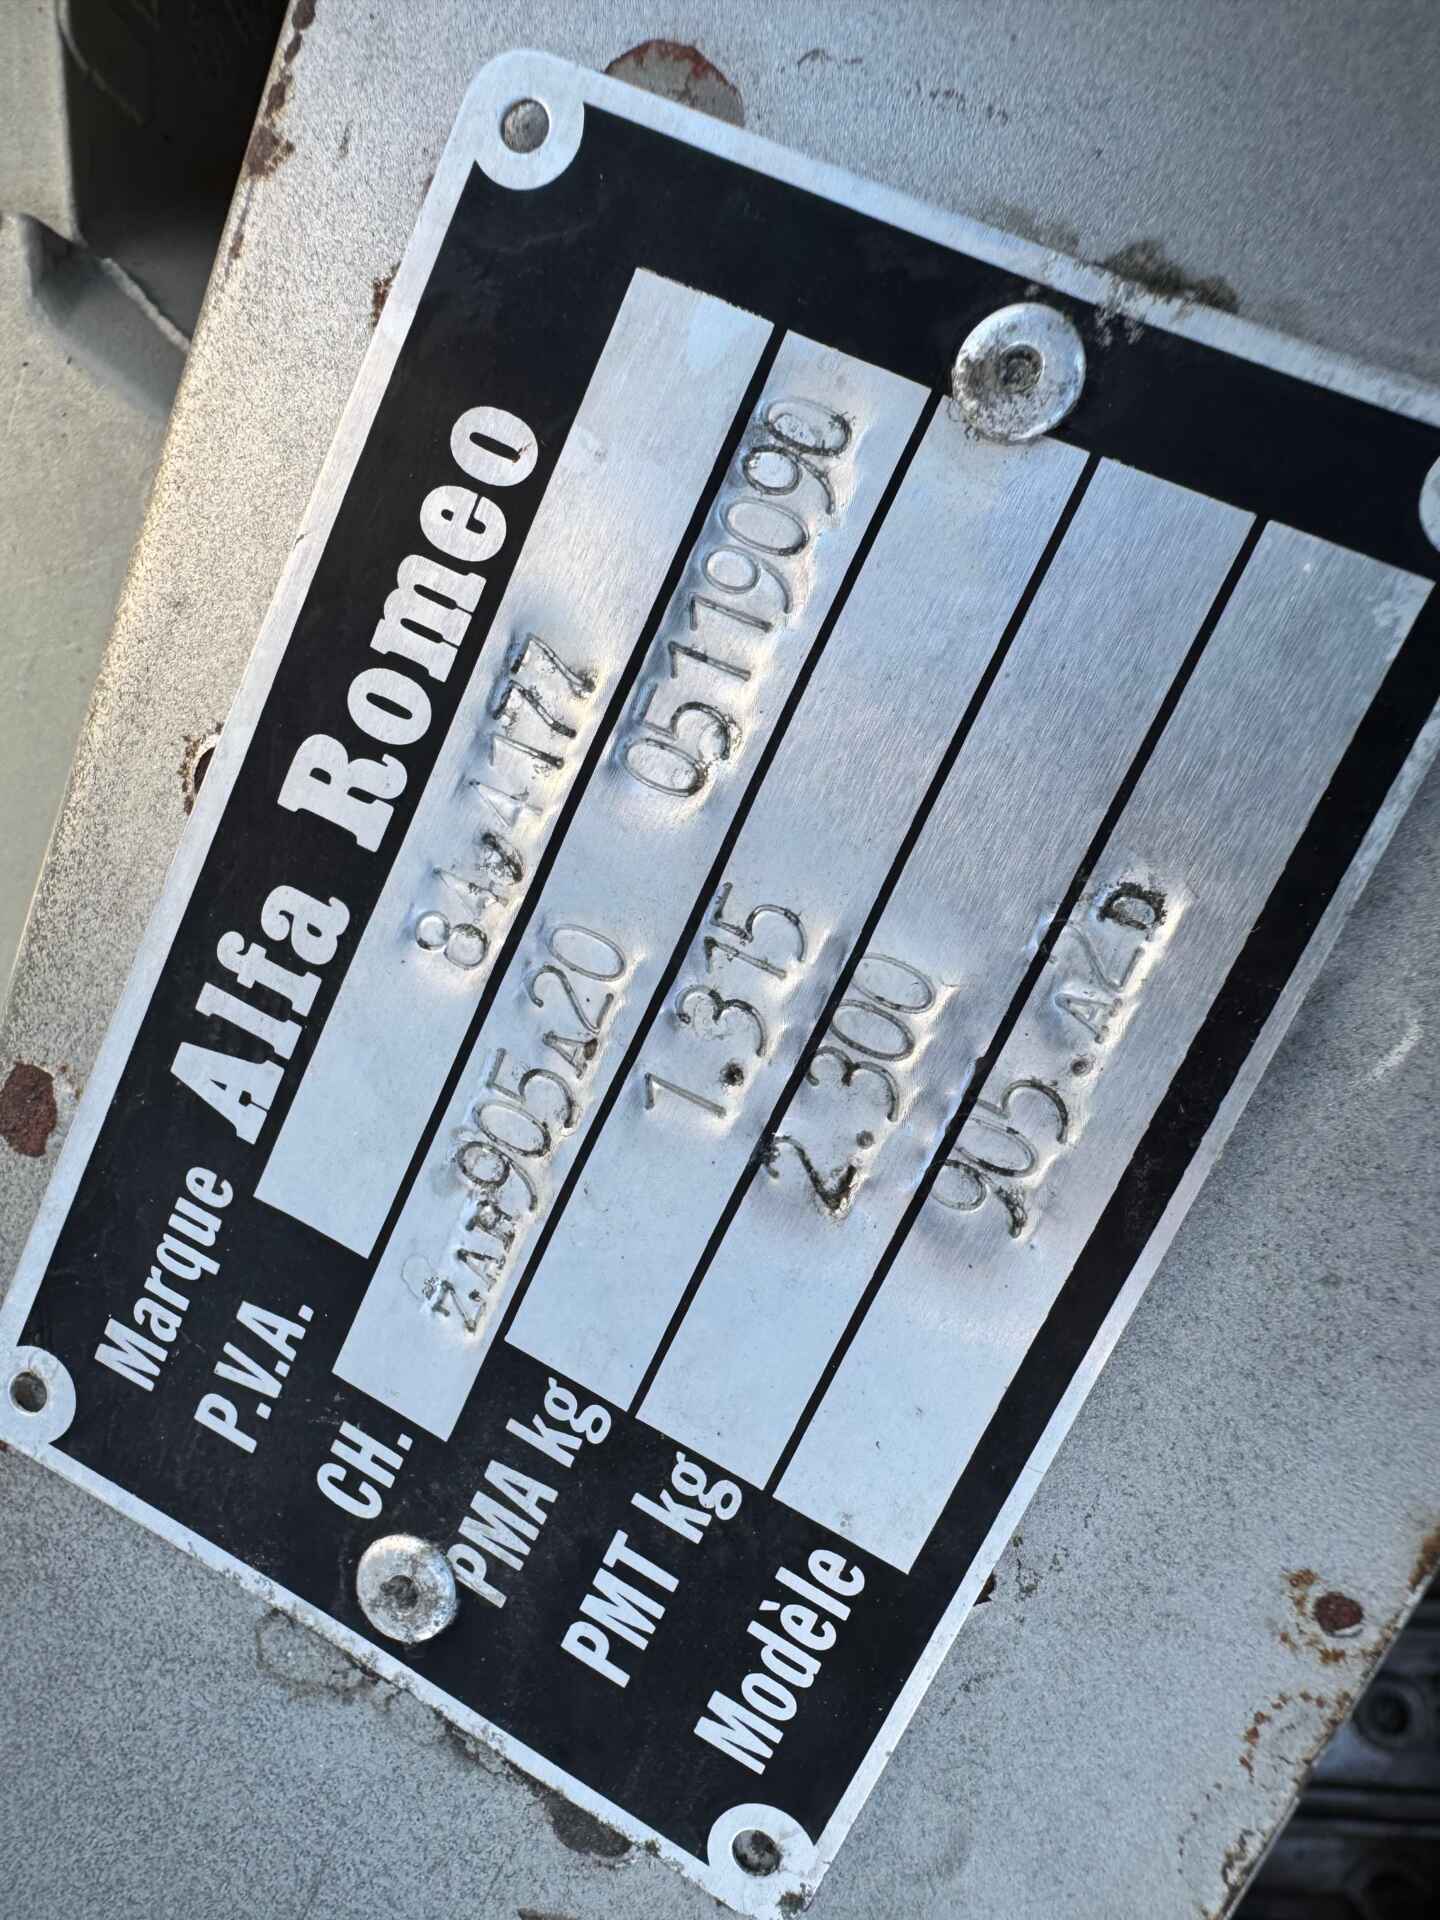 Marque Alfa Romeo
P.V.A. 84.4177
CH. ZAR905A20 05119090
PMA kg 1.315
PMT kg 2.300
Modèle 905.A2D